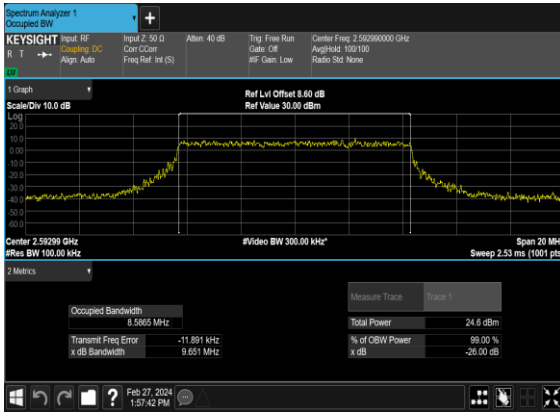 Spectrum Analyzer 1
Occupied BW
KEYSIGHT
Input: RF
Coupling: DC
Align: Auto
Input Z: 50 Ω
Corr CCorr
Freq Ref: Int (S)
Atten: 40 dB
Trig: Free Run
Gate: Off
#IF Gain: Low
Center Freq: 2.592990000 GHz
Avg|Hold: 100/100
Radio Std: None
R T
1 Graph
Scale/Div 10.0 dB
Ref Lvl Offset 8.60 dB
Ref Value 30.00 dBm
Log
20.0
10.0
0.00
-10.0
-20.0
-30.0
-40.0
-50.0
-60.0
Center 2.59299 GHz
#Res BW 100.00 kHz
#Video BW 300.00 kHz*
Span 20 MH
Sweep 2.53 ms (1001 pts
2 Metrics
Measure Trace
Trace 1
Occupied Bandwidth
8.5865 MHz
Total Power
24.6 dBm
Transmit Freq Error
-11.891 kHz
% of OBW Power
99.00 %
x dB Bandwidth
9.651 MHz
x dB
-26.00 dB
?
Feb 27, 2024
1:57:42 PM